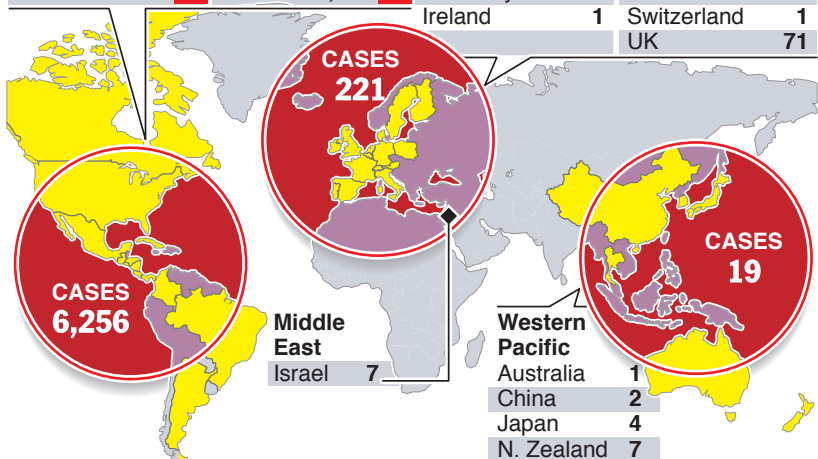 Ireland 1
Switzerland 1
UK 71
CASES
221
CASES
6,256
CASES
19
Middle
East
Israel 7
Western
Pacific
Australia 1
China 2
Japan 4
N. Zealand 7